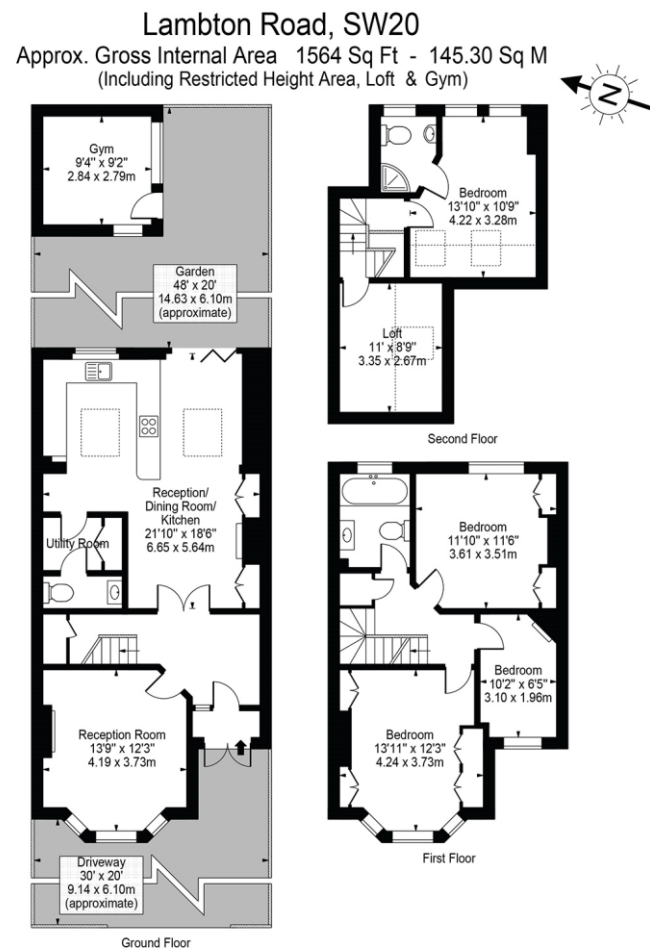 Lambton Road, SW20
Approx. Gross Internal Area 1564 Sq Ft - 145.30 Sq M
(Including Restricted Height Area, Loft & Gym)
N
Gym
9'4" x 9'2"
2.84 x 2.79m
Garden
48' x 20'
14.63 x 6.10m
(approximate)
Reception/
Dining Room/
Kitchen
21'10" x 18'6"
6.65 x 5.64m
Utility Room
Reception Room
13'9" x 12'3"
4.19 x 3.73m
Driveway
30' x 20'
9.14 x 6.10m
(approximate)
Ground Floor
Bedroom
13'10" x 10'9"
4.22 x 3.28m
Loft
11' x 8'9"
3.35 x 2.67m
Second Floor
Bedroom
11'10" x 11'6"
3.61 x 3.51m
Bedroom
10'2" x 6'5"
3.10 x 1.96m
Bedroom
13'11" x 12'3"
4.24 x 3.73m
First Floor